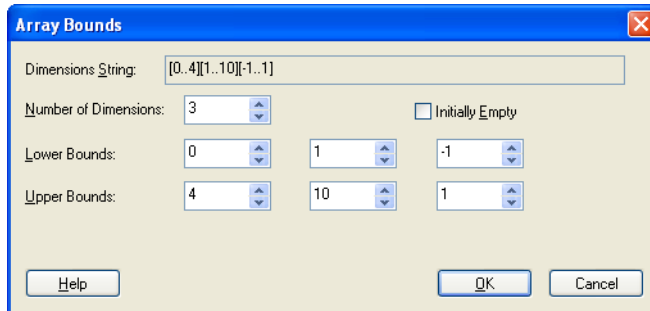 Array Bounds
Dimensions String: [0..4][1..10][-1..1]
Number of Dimensions: 3 Initially Empty
Lower Bounds: 0 1 -1
Upper Bounds: 4 10 1
Help OK Cancel